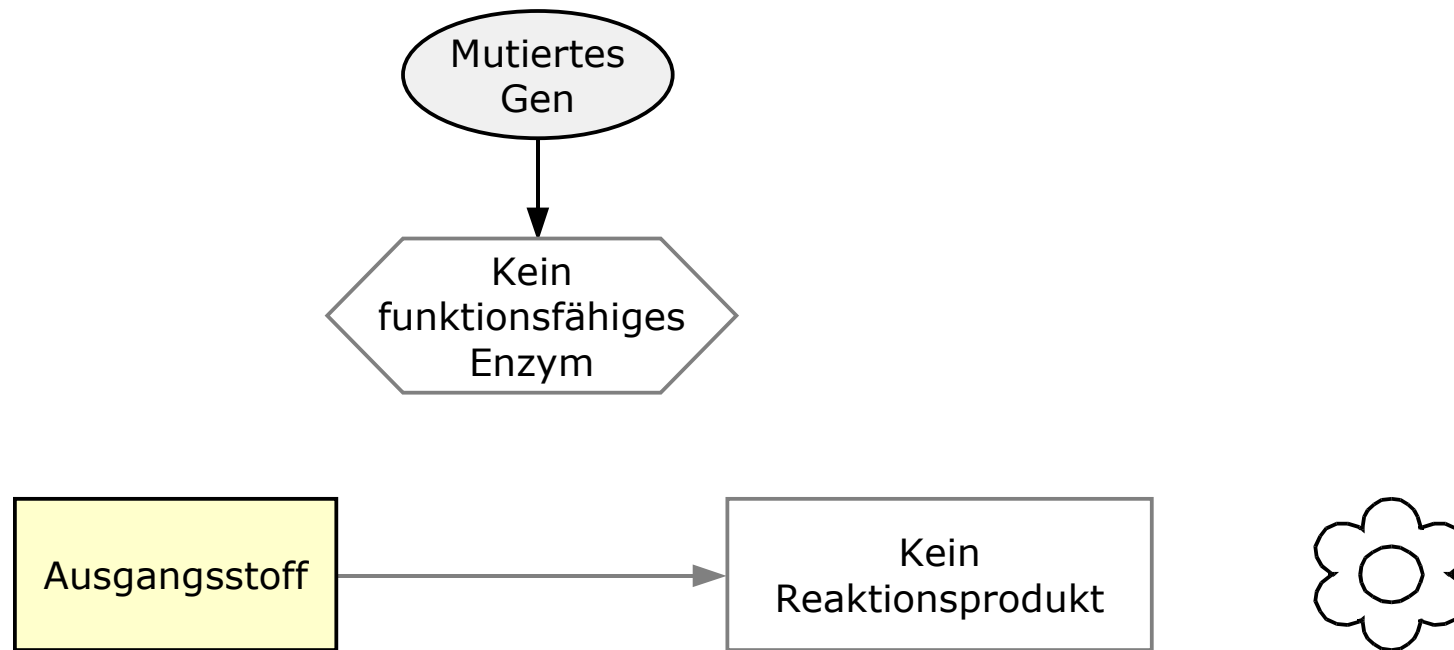 Mutiertes
Gen
Kein
funktionsfähiges
Enzym
Ausgangsstoff
Kein
Reaktionsprodukt